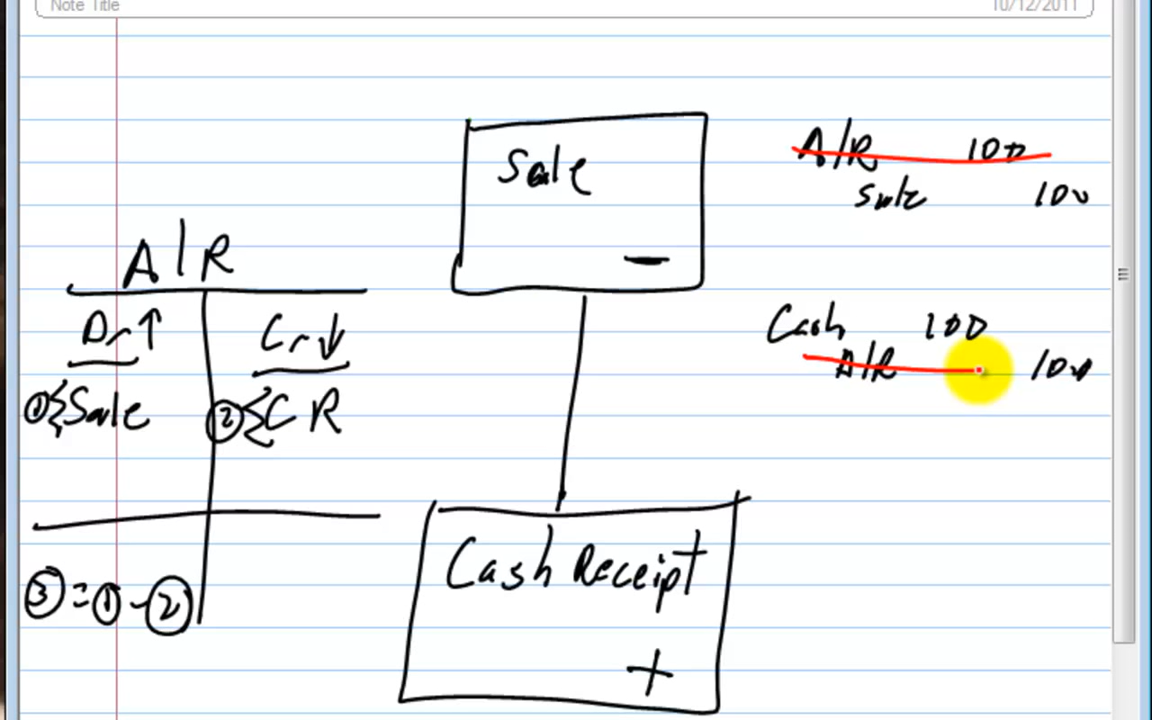 Note Title 10/12/2011
Sale
—
A/R 100
Sale 100
A/R
Dr↑ Cr↓
①{Sale ②{CR
③=①-②
Cash 100
A/R 100
Cash Receipt
+